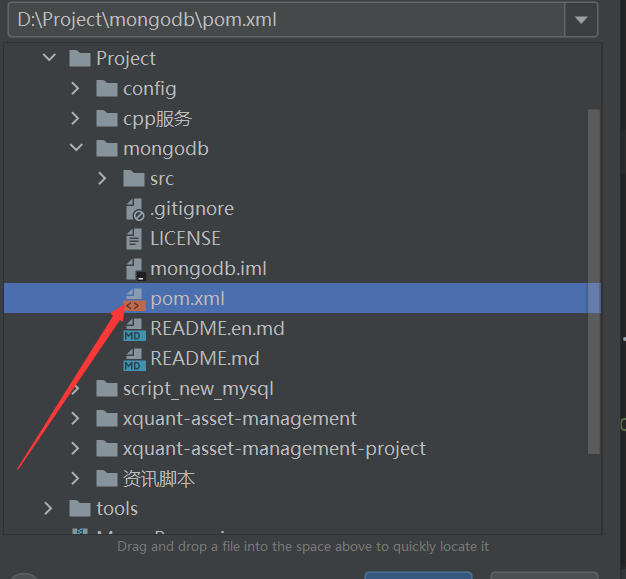 D:\Project\mongodb\pom.xml
Project
config
cpp服务
mongodb
src
.gitignore
LICENSE
mongodb.iml
pom.xml
README.en.md
README.md
script_new_mysql
xquant-asset-management
xquant-asset-management-project
资讯脚本
tools
Drag and drop a file into the space above to quickly locate it